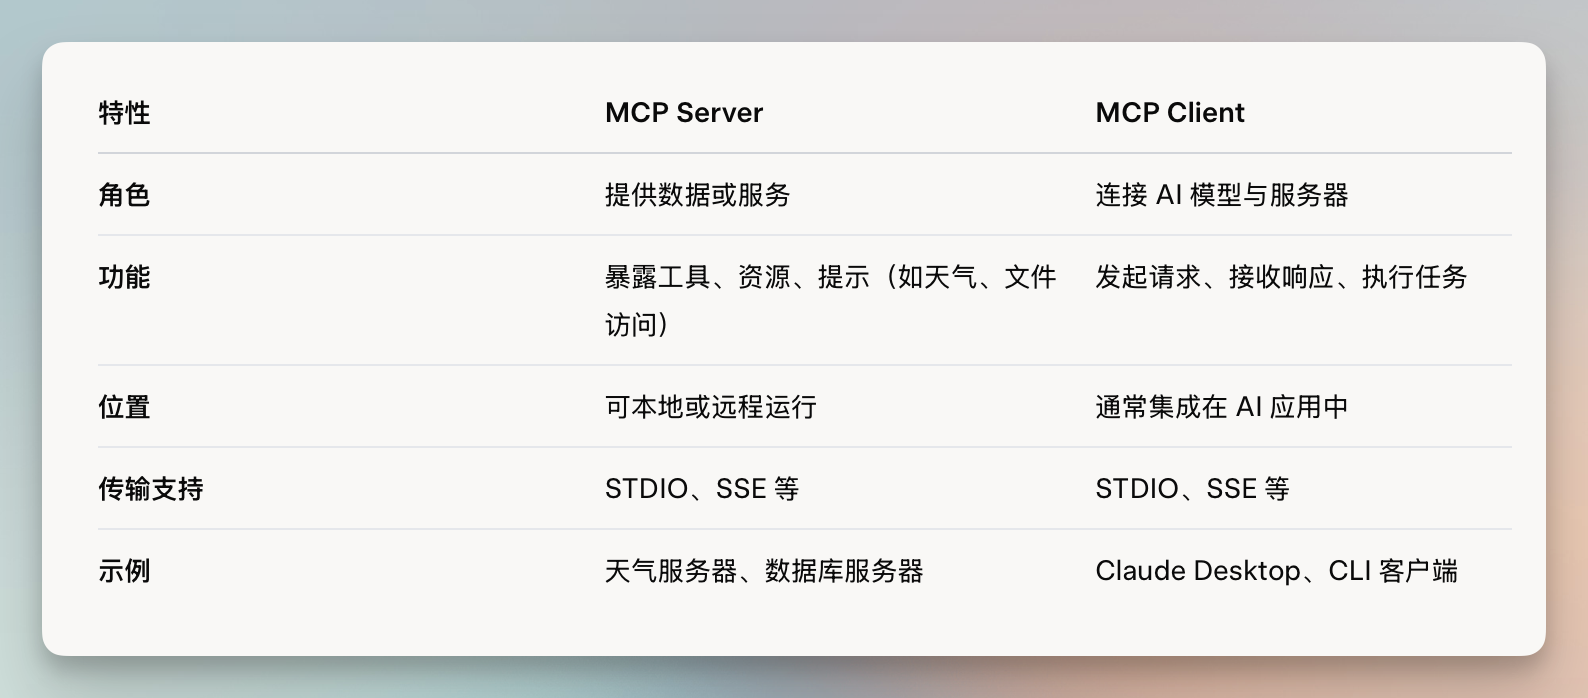 特性 MCP Server MCP Client
角色 提供数据或服务 连接 AI 模型与服务器
功能 暴露工具、资源、提示（如天气、文件 发起请求、接收响应、执行任务
访问）
位置 可本地或远程运行 通常集成在 AI 应用中
传输支持 STDIO、SSE 等 STDIO、SSE 等
示例 天气服务器、数据库服务器 Claude Desktop、CLI 客户端